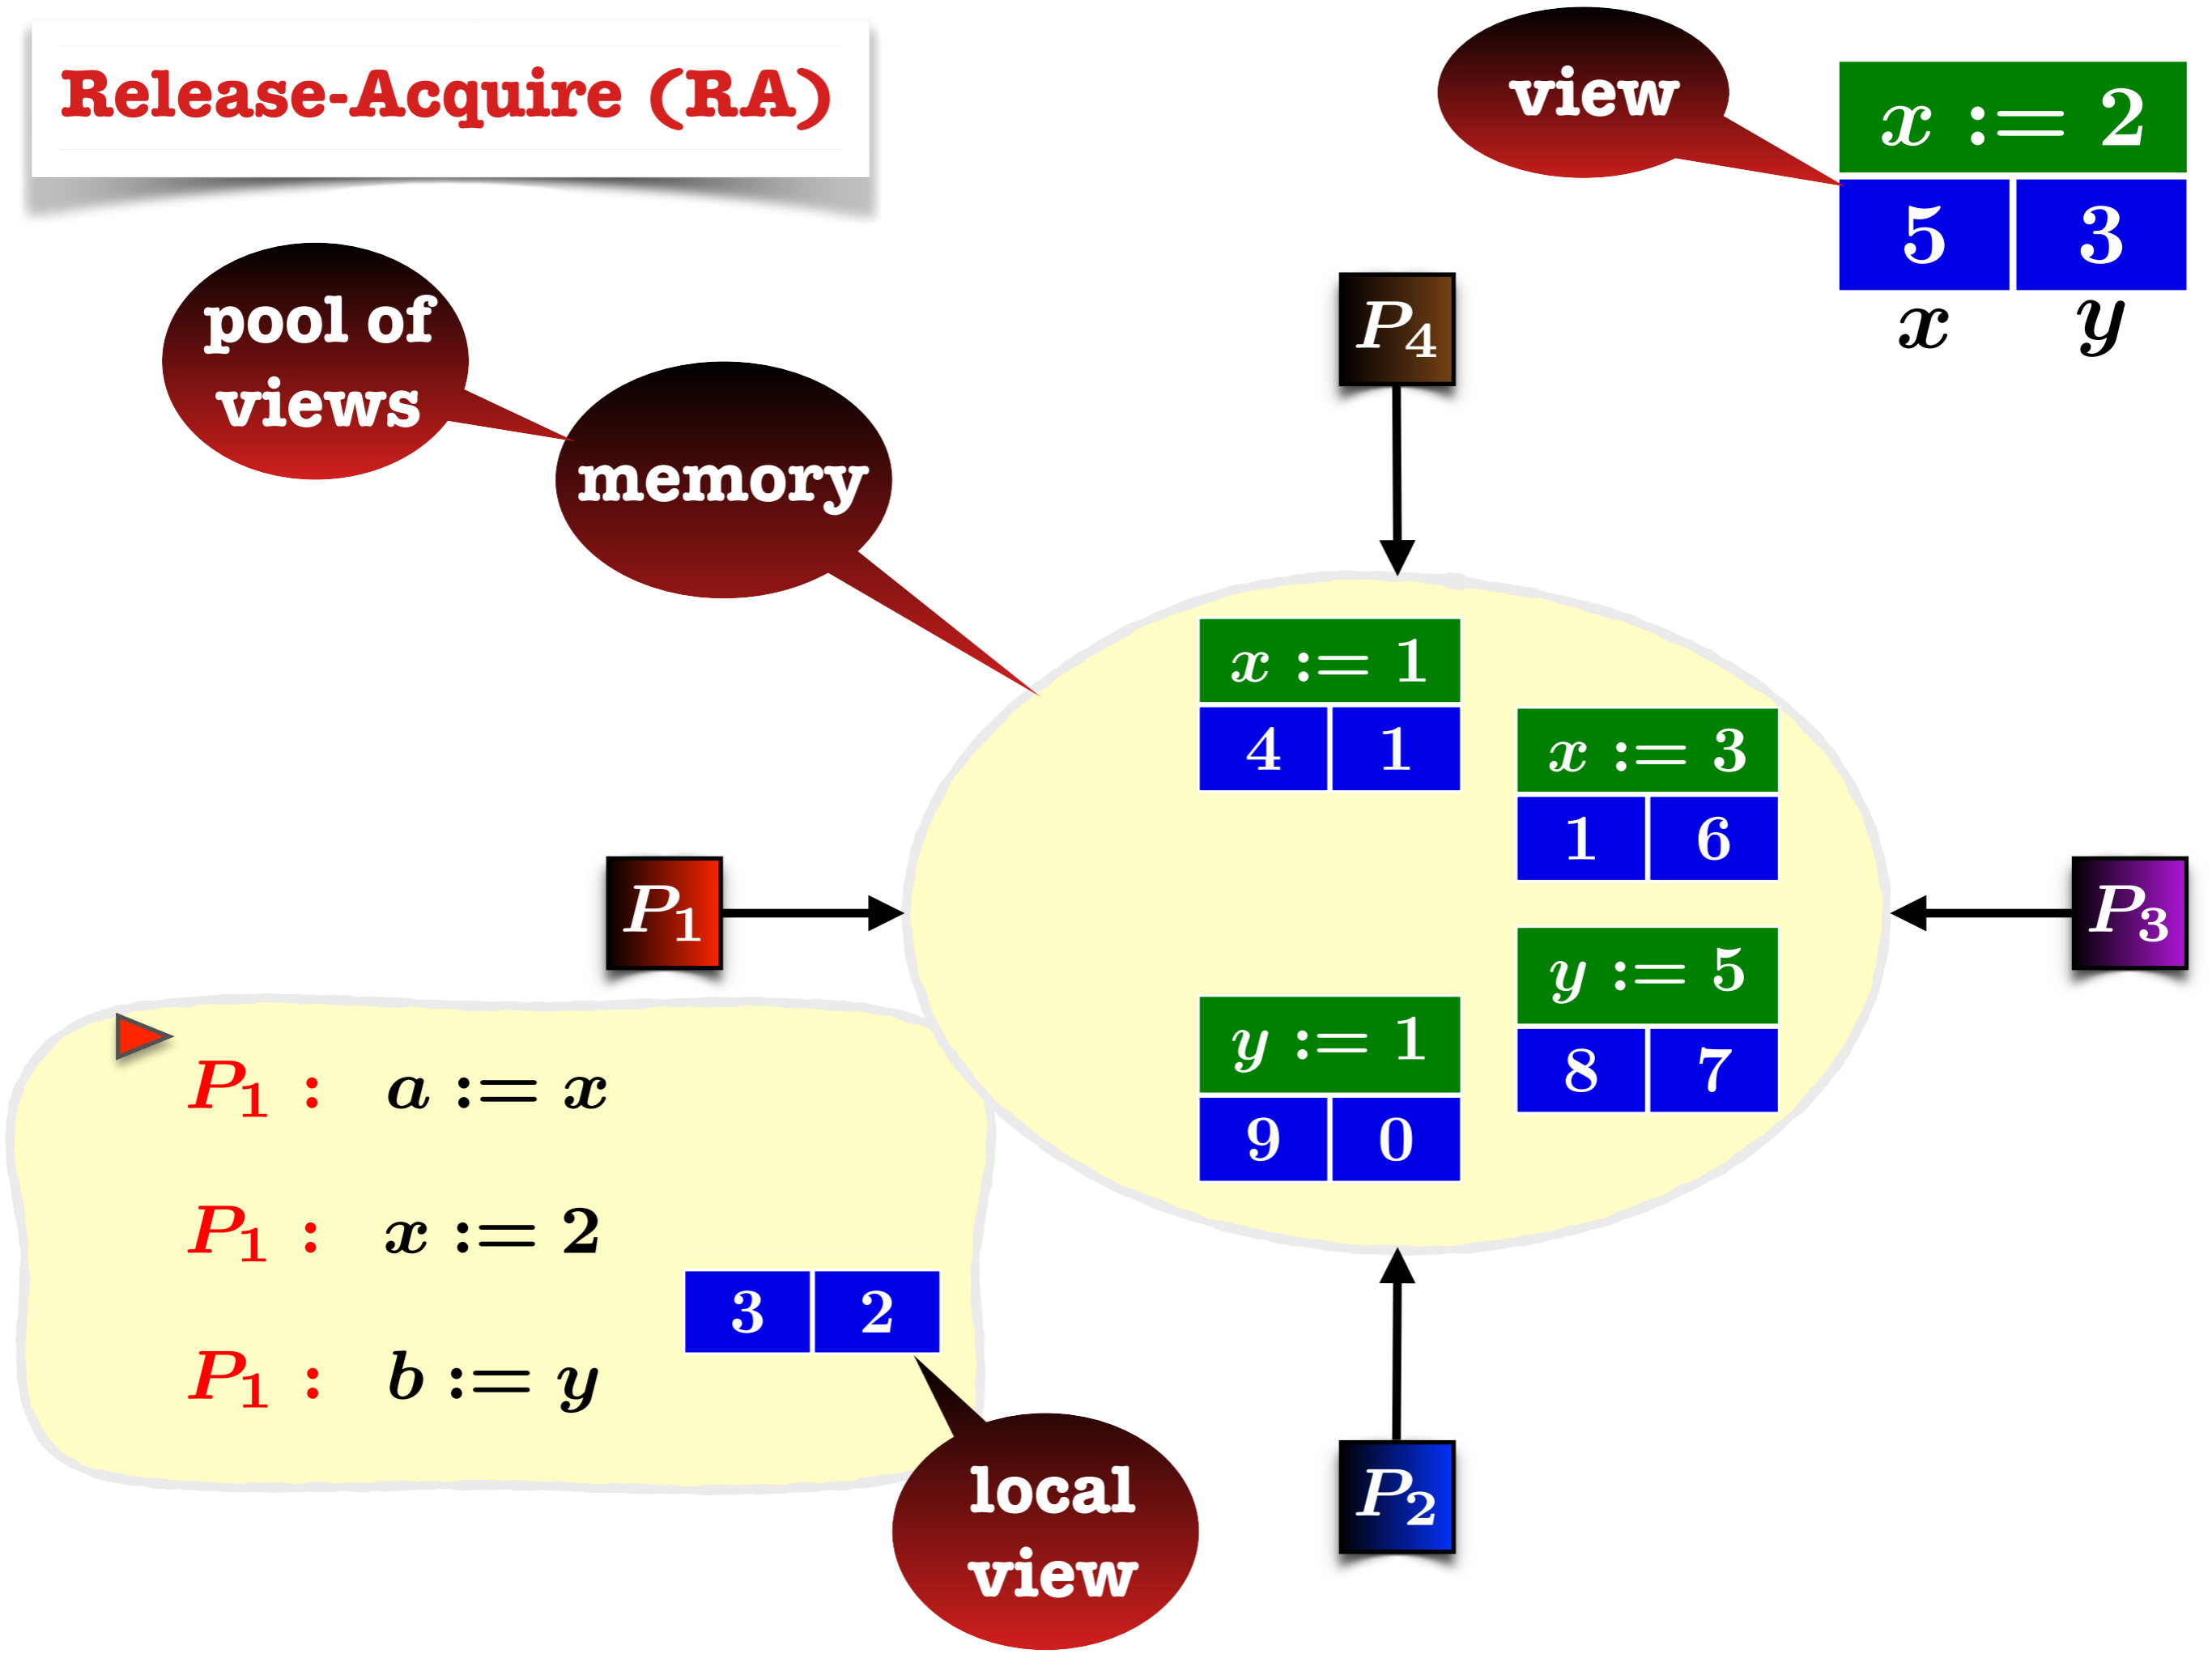 Release-Acquire (RA)
view
x := 2
5 3
x y
pool of
views
memory
P4
x := 1
4 1
x := 3
1 6
P1
P3
y := 5
8 7
y := 1
9 0
P1 : a := x
P1 : x := 2
3 2
P1 : b := y
local
view
P2